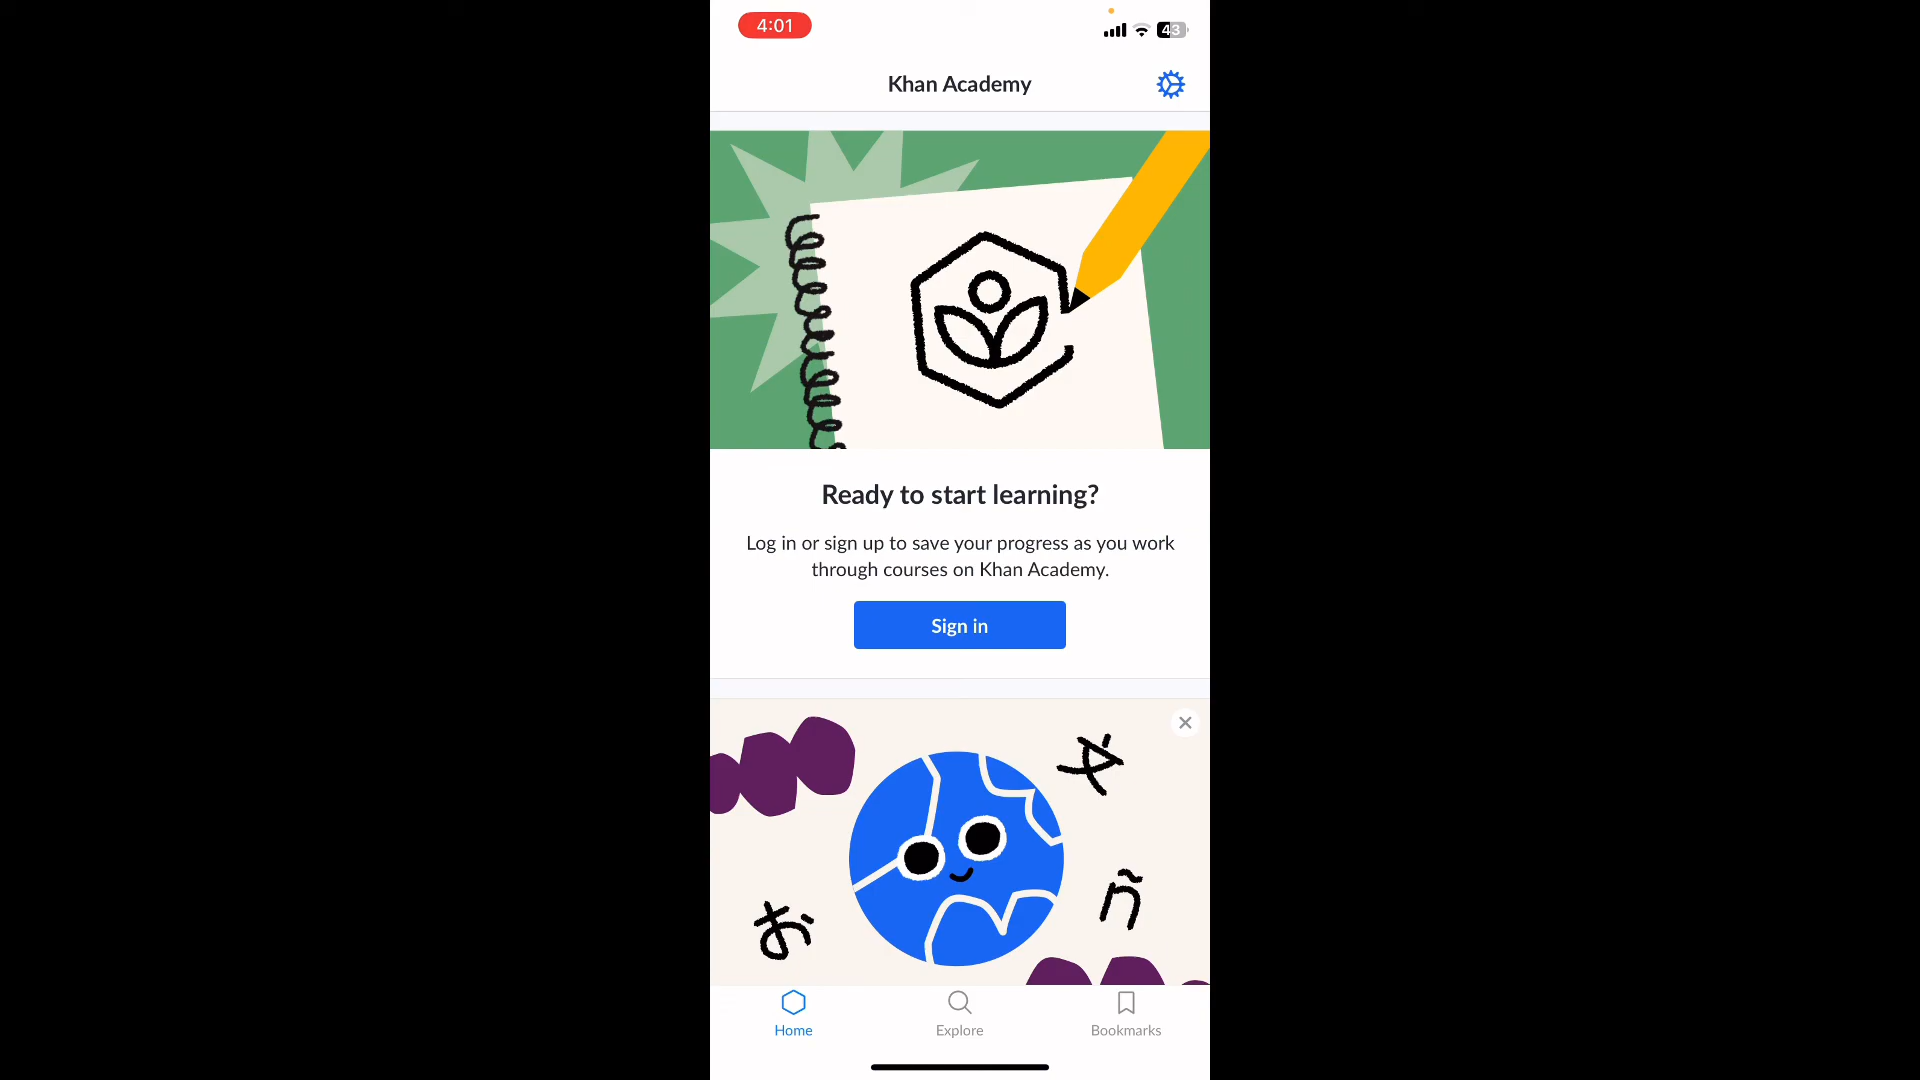 4:01
43
Khan Academy
Ready to start learning?
Log in or sign up to save your progress as you work
through courses on Khan Academy.
Sign in
文
ñ
お
Home
Explore
Bookmarks